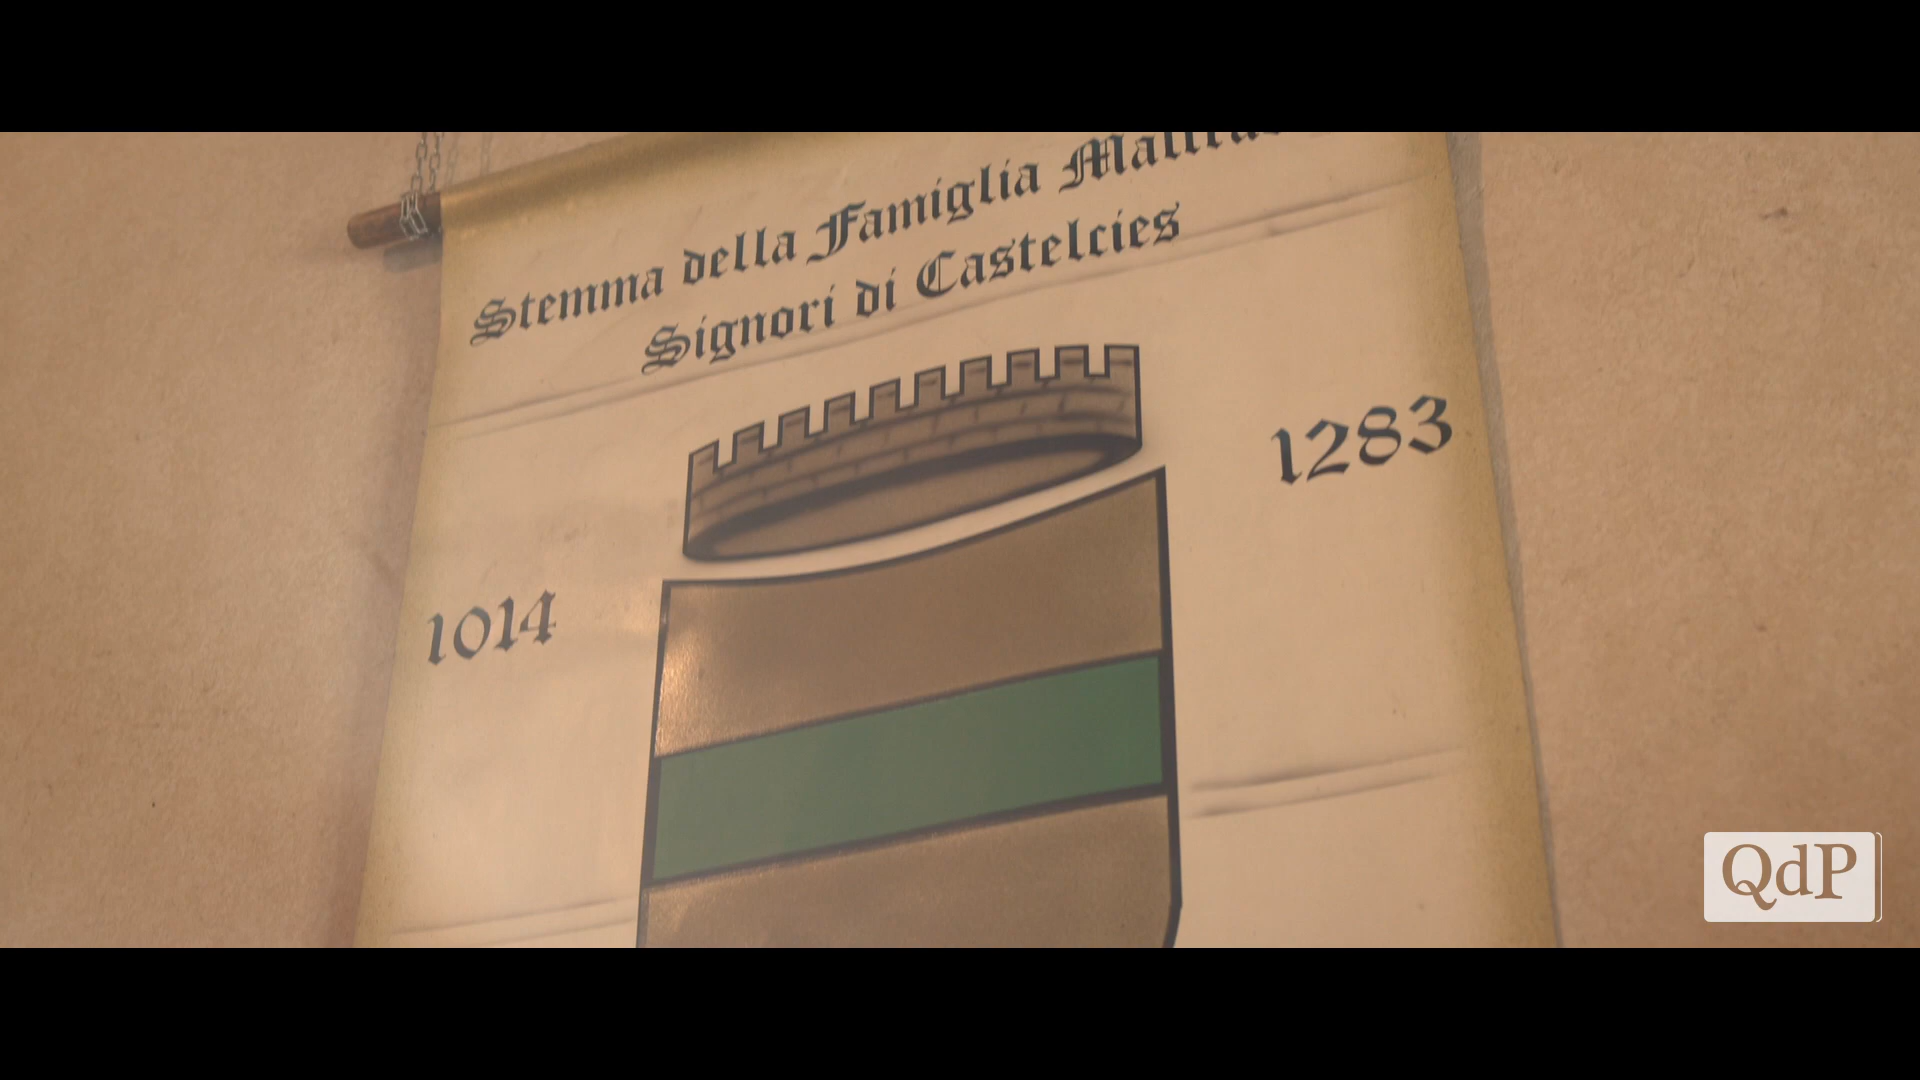 Stemma della Famiglia
Signori di Castelcies
1283
1014
QdP